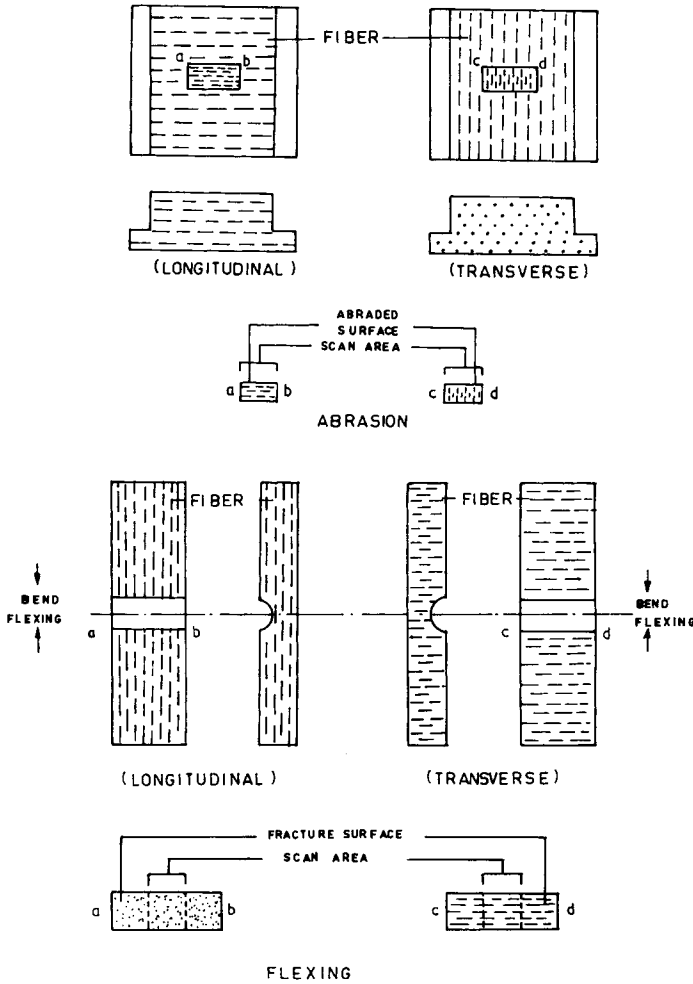 FIBER
a b
c d
(LONGITUDINAL)
(TRANSVERSE)
ABRADED
SURFACE
SCAN AREA
a b
c d
ABRASION
FIBER
FIBER
BEND
FLEXING
a b
c d
BEND
FLEXING
(LONGITUDINAL)
(TRANSVERSE)
FRACTURE SURFACE
SCAN AREA
a b
c d
FLEXING